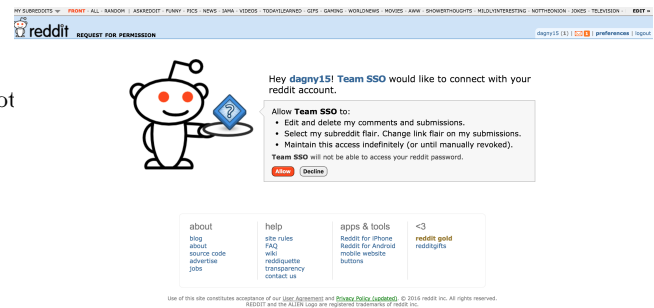 MY SUBREDDITS FRONT - ALL - RANDOM | ASKREDDIT - FUNNY - PICS - NEWS - IAMA - VIDEOS - TODAYILEARNED - GIFS - GAMING - WORLDNEWS - MOVIES - AWW - SHOWERTHOUGHTS - MILDLYINTERESTING - NOTTHEONION - JOKES - TELEVISION - EDIT »
reddit REQUEST FOR PERMISSION
dagny15 (1) | | preferences | logout
ot
Hey dagny15! Team SSO would like to connect with your
reddit account.
Allow Team SSO to:
• Edit and delete my comments and submissions.
• Select my subreddit flair. Change link flair on my submissions.
• Maintain this access indefinitely (or until manually revoked).
Team SSO will not be able to access your reddit password.
Allow Decline
?
about help apps & tools <3
blog site rules Reddit for iPhone reddit gold
about FAQ Reddit for Android redditgifts
source code wiki mobile website
advertise reddiquette buttons
jobs transparency
contact us
Use of this site constitutes acceptance of our User Agreement and Privacy Policy (updated). © 2016 reddit inc. All rights reserved.
REDDIT and the ALIEN Logo are registered trademarks of reddit inc.